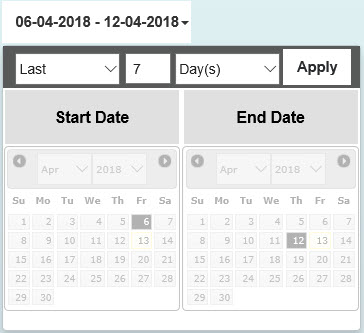 06-04-2018 - 12-04-2018
Last 7 Day(s) Apply
Start Date End Date
Apr 2018 Apr 2018
Su Mo Tu We Th Fr Sa Su Mo Tu We Th Fr Sa
1 2 3 4 5 6 7 1 2 3 4 5 6 7
8 9 10 11 12 13 14 8 9 10 11 12 13 14
15 16 17 18 19 20 21 15 16 17 18 19 20 21
22 23 24 25 26 27 28 22 23 24 25 26 27 28
29 30 29 30